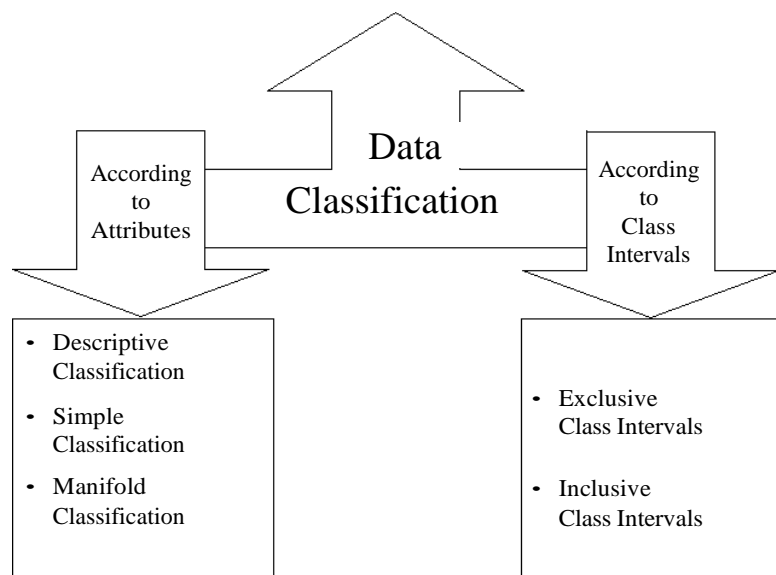 Data
Classification
According
to
Attributes
According
to
Class
Intervals
• Descriptive
Classification
• Simple
Classification
• Manifold
Classification
• Exclusive
Class Intervals
• Inclusive
Class Intervals